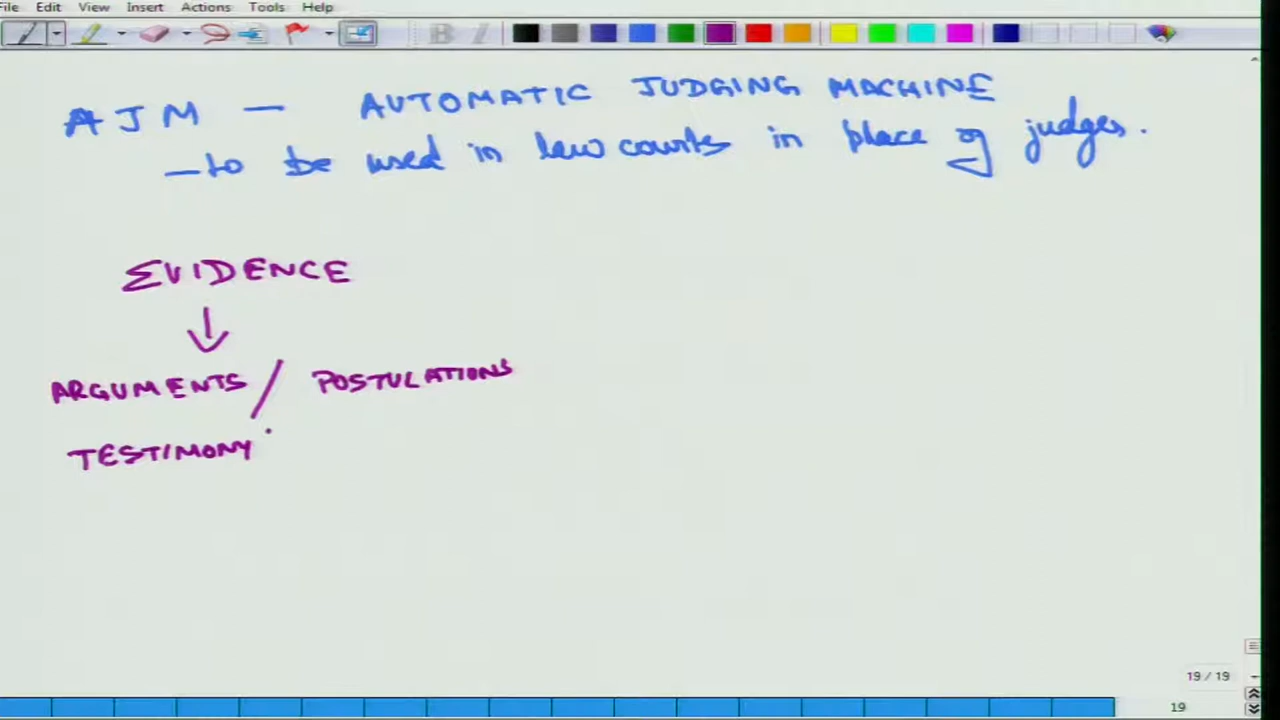 File Edit View Insert Actions Tools Help
AJM — AUTOMATIC JUDGING MACHINE
— to be used in law courts in place of judges.
EVIDENCE
↓
ARGUMENTS / POSTULATIONS
TESTIMONY
19 / 19
19